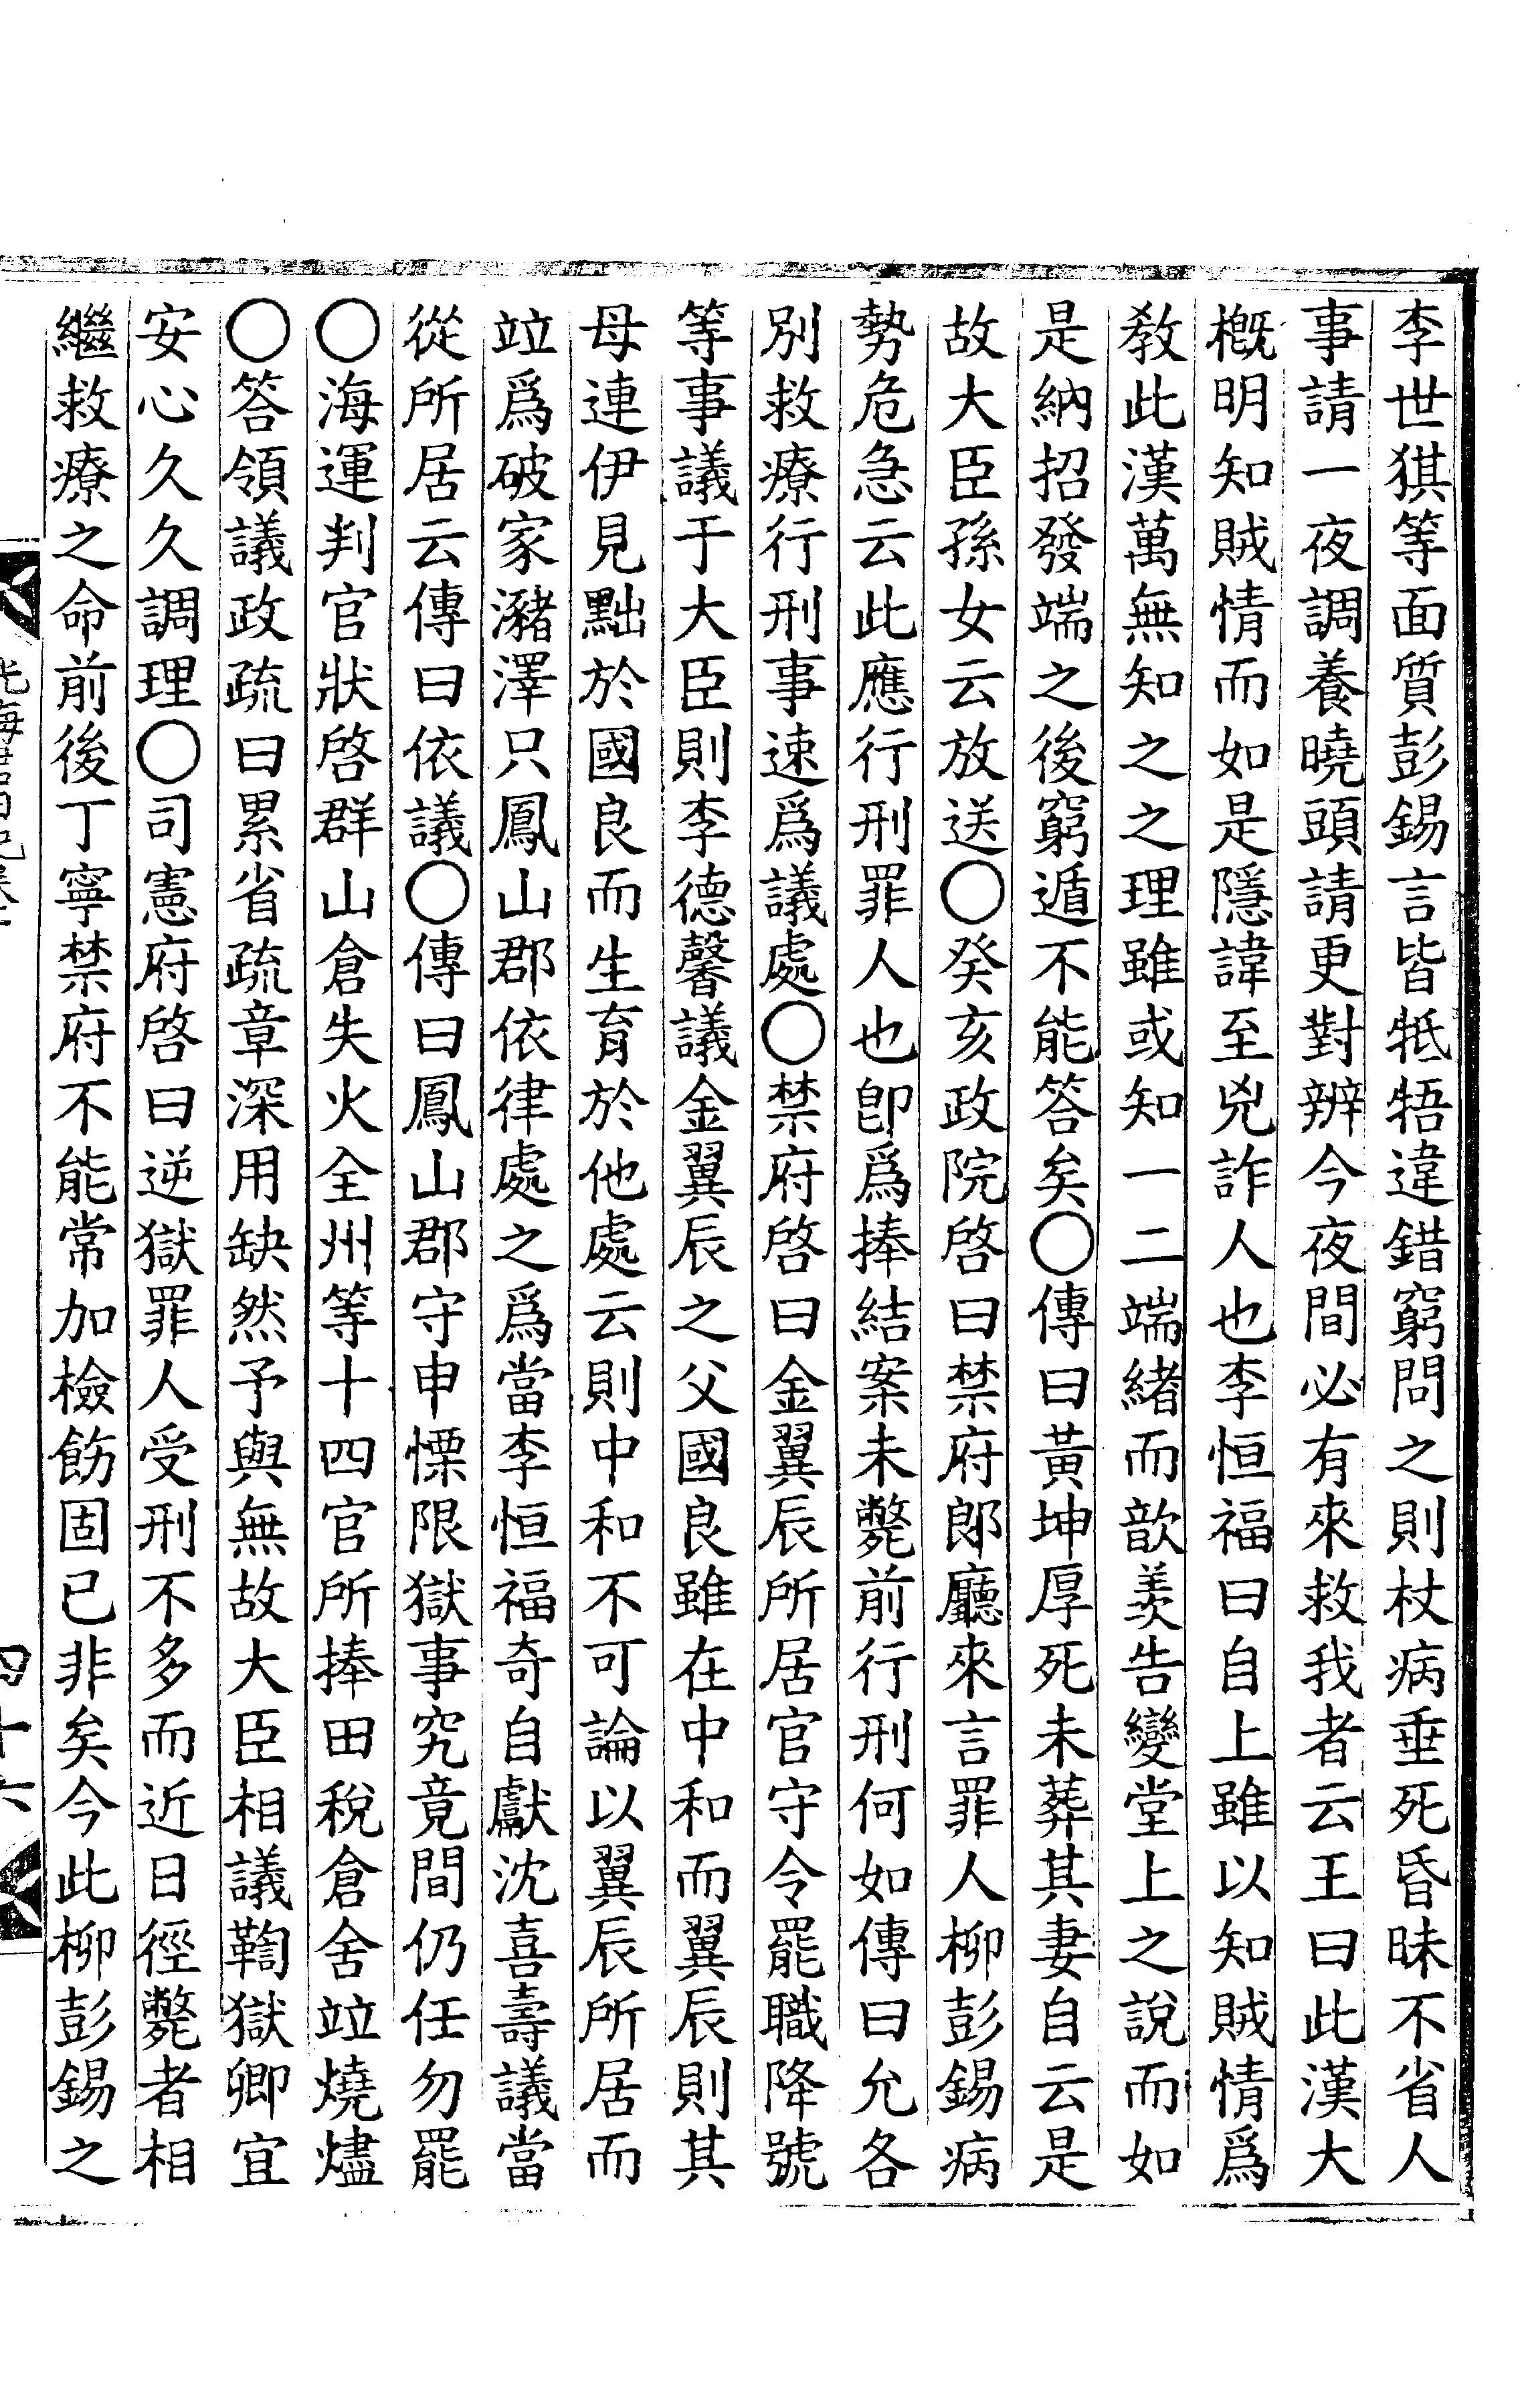 李世猉等面質彭錫言皆牴牾違錯窮問之則杖病垂死昏昧不省人
事請一夜調養曉頭請更對辨今夜間必有來救我者云王曰此漢大
槪明知賊情而如是隱諱至兇詐人也李恒福曰自上雖以知賊情爲
敎此漢萬無知之之理雖或知一二端緖而歆羨告變堂上之說而如
是納招發端之後窮遁不能答矣○傳曰黃坤厚死未葬其妻自云是
故大臣孫女云放送○癸亥政院啓曰禁府郞廳來言罪人柳彭錫病
勢危急云此應行刑罪人也卽爲捧結案未斃前行刑何如傳曰允各
別救療行刑事速爲議處○禁府啓曰金翼辰所居官守令罷職降號
等事議于大臣則李德馨議金翼辰之父國良雖在中和而翼辰則其
母連伊見黜於國良而生育於他處云則中和不可論以翼辰所居而
竝爲破家瀦澤只鳳山郡依律處之爲當李恒福奇自獻沈喜壽議當
從所居云傳曰依議○傳曰鳳山郡守申慄限獄事究竟間仍任勿罷
○海運判官狀啓群山倉失火全州等十四官所捧田稅倉舍竝燒燼
○答領議政疏曰累省疏章深用缺然予與無故大臣相議鞫獄卿宜
安心久久調理○司憲府啓曰逆獄罪人受刑不多而近日徑斃者相
繼救療之命前後丁寧禁府不能常加檢飭固已非矣今此柳彭錫之
四十六